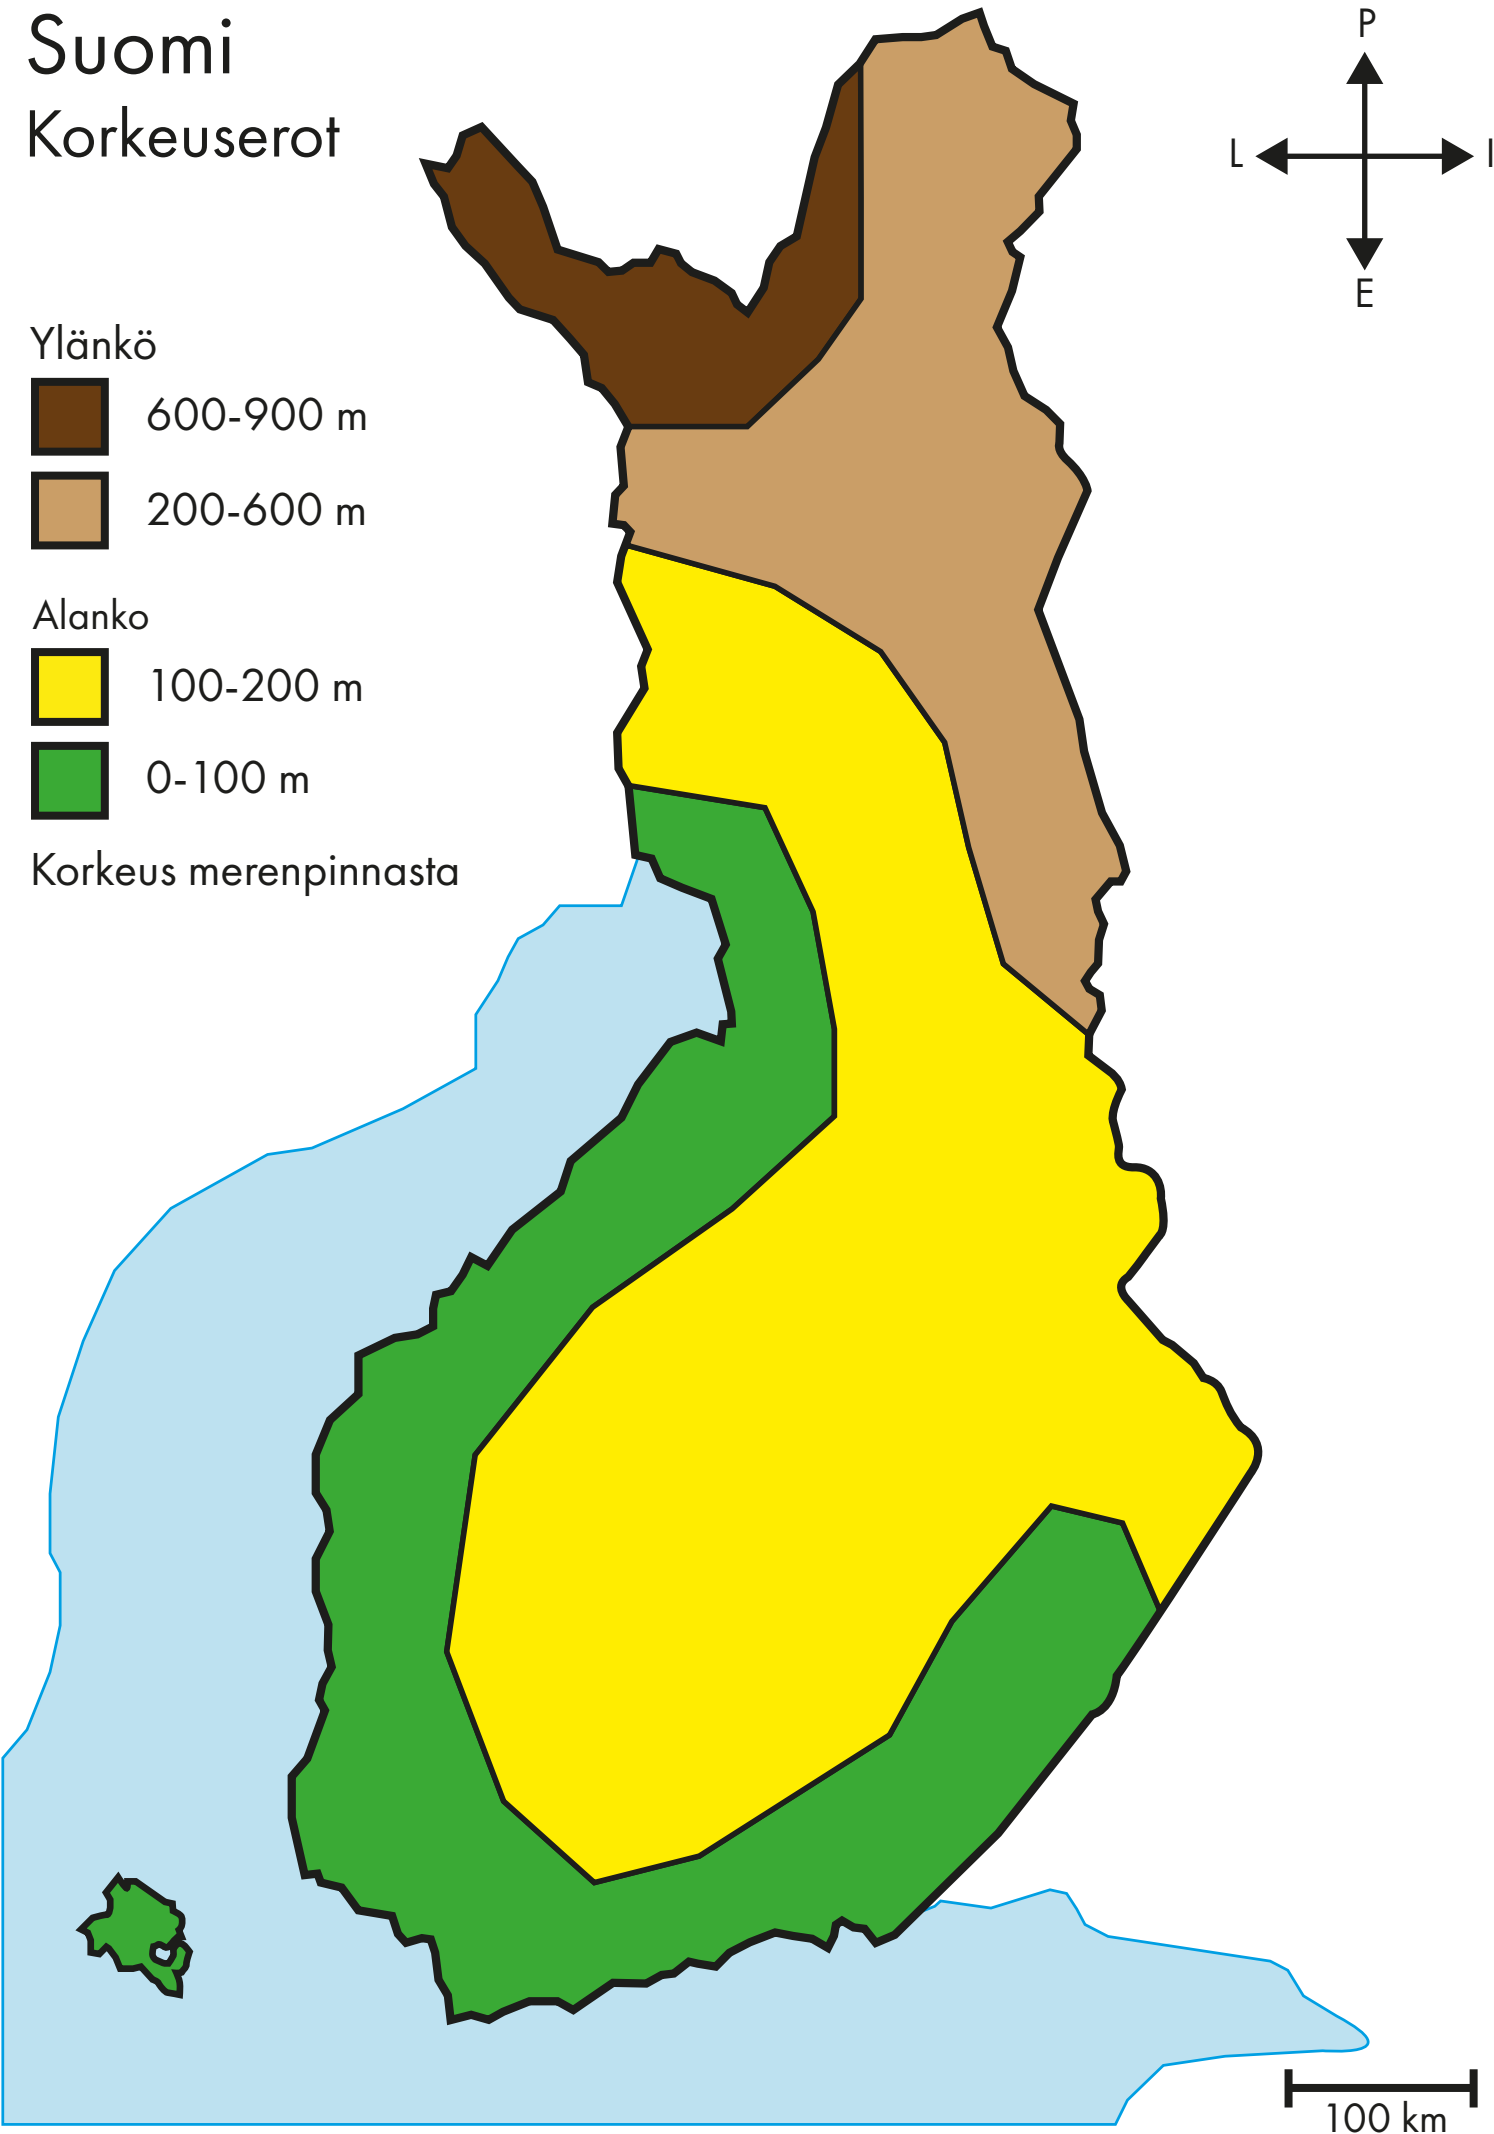 Suomi
Korkeuserot
P
L
I
E
Ylänkö
600-900 m
200-600 m
Alanko
100-200 m
0-100 m
Korkeus merenpinnasta
100 km